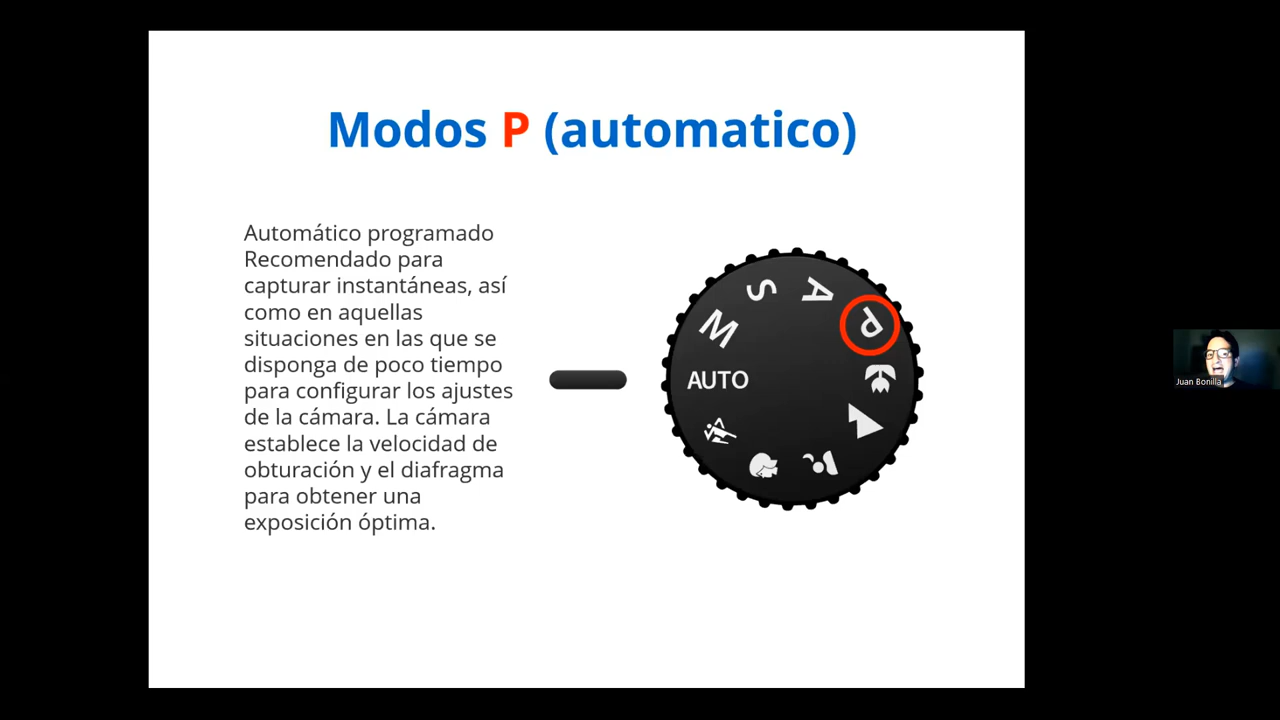 Modos P (automatico)
Automático programado
Recomendado para
capturar instantáneas, así
como en aquellas
situaciones en las que se
disponga de poco tiempo
para configurar los ajustes
de la cámara. La cámara
establece la velocidad de
obturación y el diafragma
para obtener una
exposición óptima.
S
A
M
P
AUTO
Juan Bonilla